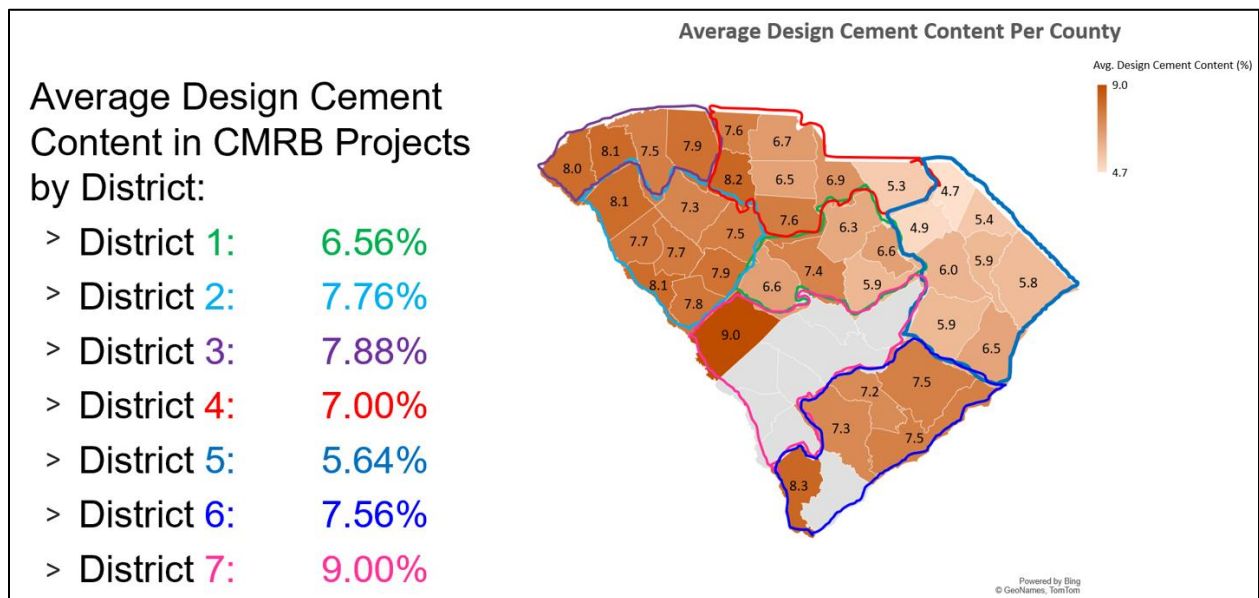 Average Design Cement Content Per County
Avg. Design Cement Content (%)
9.0
4.7
Average Design Cement
Content in CMRB Projects
by District:
> District 1: 6.56%
> District 2: 7.76%
> District 3: 7.88%
> District 4: 7.00%
> District 5: 5.64%
> District 6: 7.56%
> District 7: 9.00%
8.0
8.1
7.5
7.9
7.6
6.7
8.2
6.5
6.9
5.3
4.7
8.1
7.3
7.5
7.6
6.3
4.9
5.4
7.7
7.7
7.9
7.4
6.6
6.0
5.9
8.1
7.8
6.6
5.9
5.8
9.0
5.9
6.5
7.2
7.5
7.3
7.5
8.3
Powered by Bing
© GeoNames, TomTom